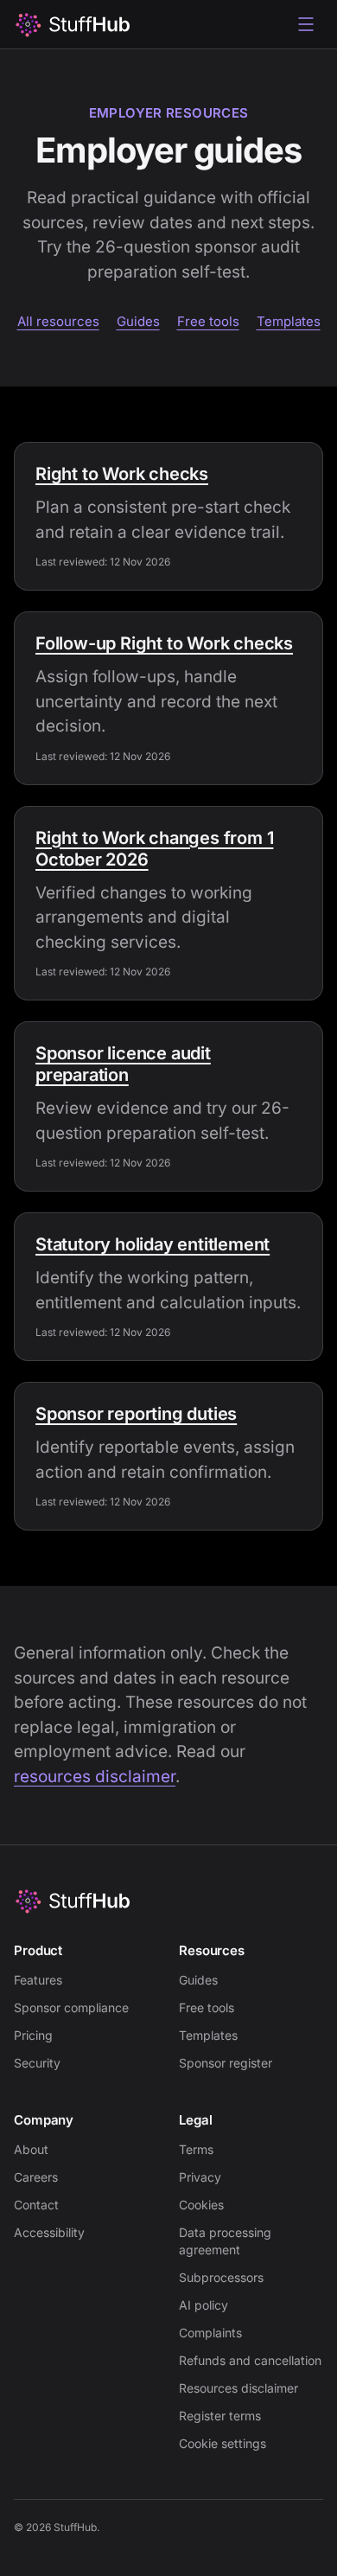 StuffHub
EMPLOYER RESOURCES
Employer guides
Read practical guidance with official
sources, review dates and next steps.
Try the 26-question sponsor audit
preparation self-test.
All resources Guides Free tools Templates
Right to Work checks
Plan a consistent pre-start check
and retain a clear evidence trail.
Last reviewed: 12 Nov 2026
Follow-up Right to Work checks
Assign follow-ups, handle
uncertainty and record the next
decision.
Last reviewed: 12 Nov 2026
Right to Work changes from 1
October 2026
Verified changes to working
arrangements and digital
checking services.
Last reviewed: 12 Nov 2026
Sponsor licence audit
preparation
Review evidence and try our 26-
question preparation self-test.
Last reviewed: 12 Nov 2026
Statutory holiday entitlement
Identify the working pattern,
entitlement and calculation inputs.
Last reviewed: 12 Nov 2026
Sponsor reporting duties
Identify reportable events, assign
action and retain confirmation.
Last reviewed: 12 Nov 2026
General information only. Check the
sources and dates in each resource
before acting. These resources do not
replace legal, immigration or
employment advice. Read our
resources disclaimer.
StuffHub
Product
Features
Sponsor compliance
Pricing
Security
Resources
Guides
Free tools
Templates
Sponsor register
Company
About
Careers
Contact
Accessibility
Legal
Terms
Privacy
Cookies
Data processing
agreement
Subprocessors
AI policy
Complaints
Refunds and cancellation
Resources disclaimer
Register terms
Cookie settings
© 2026 StuffHub.